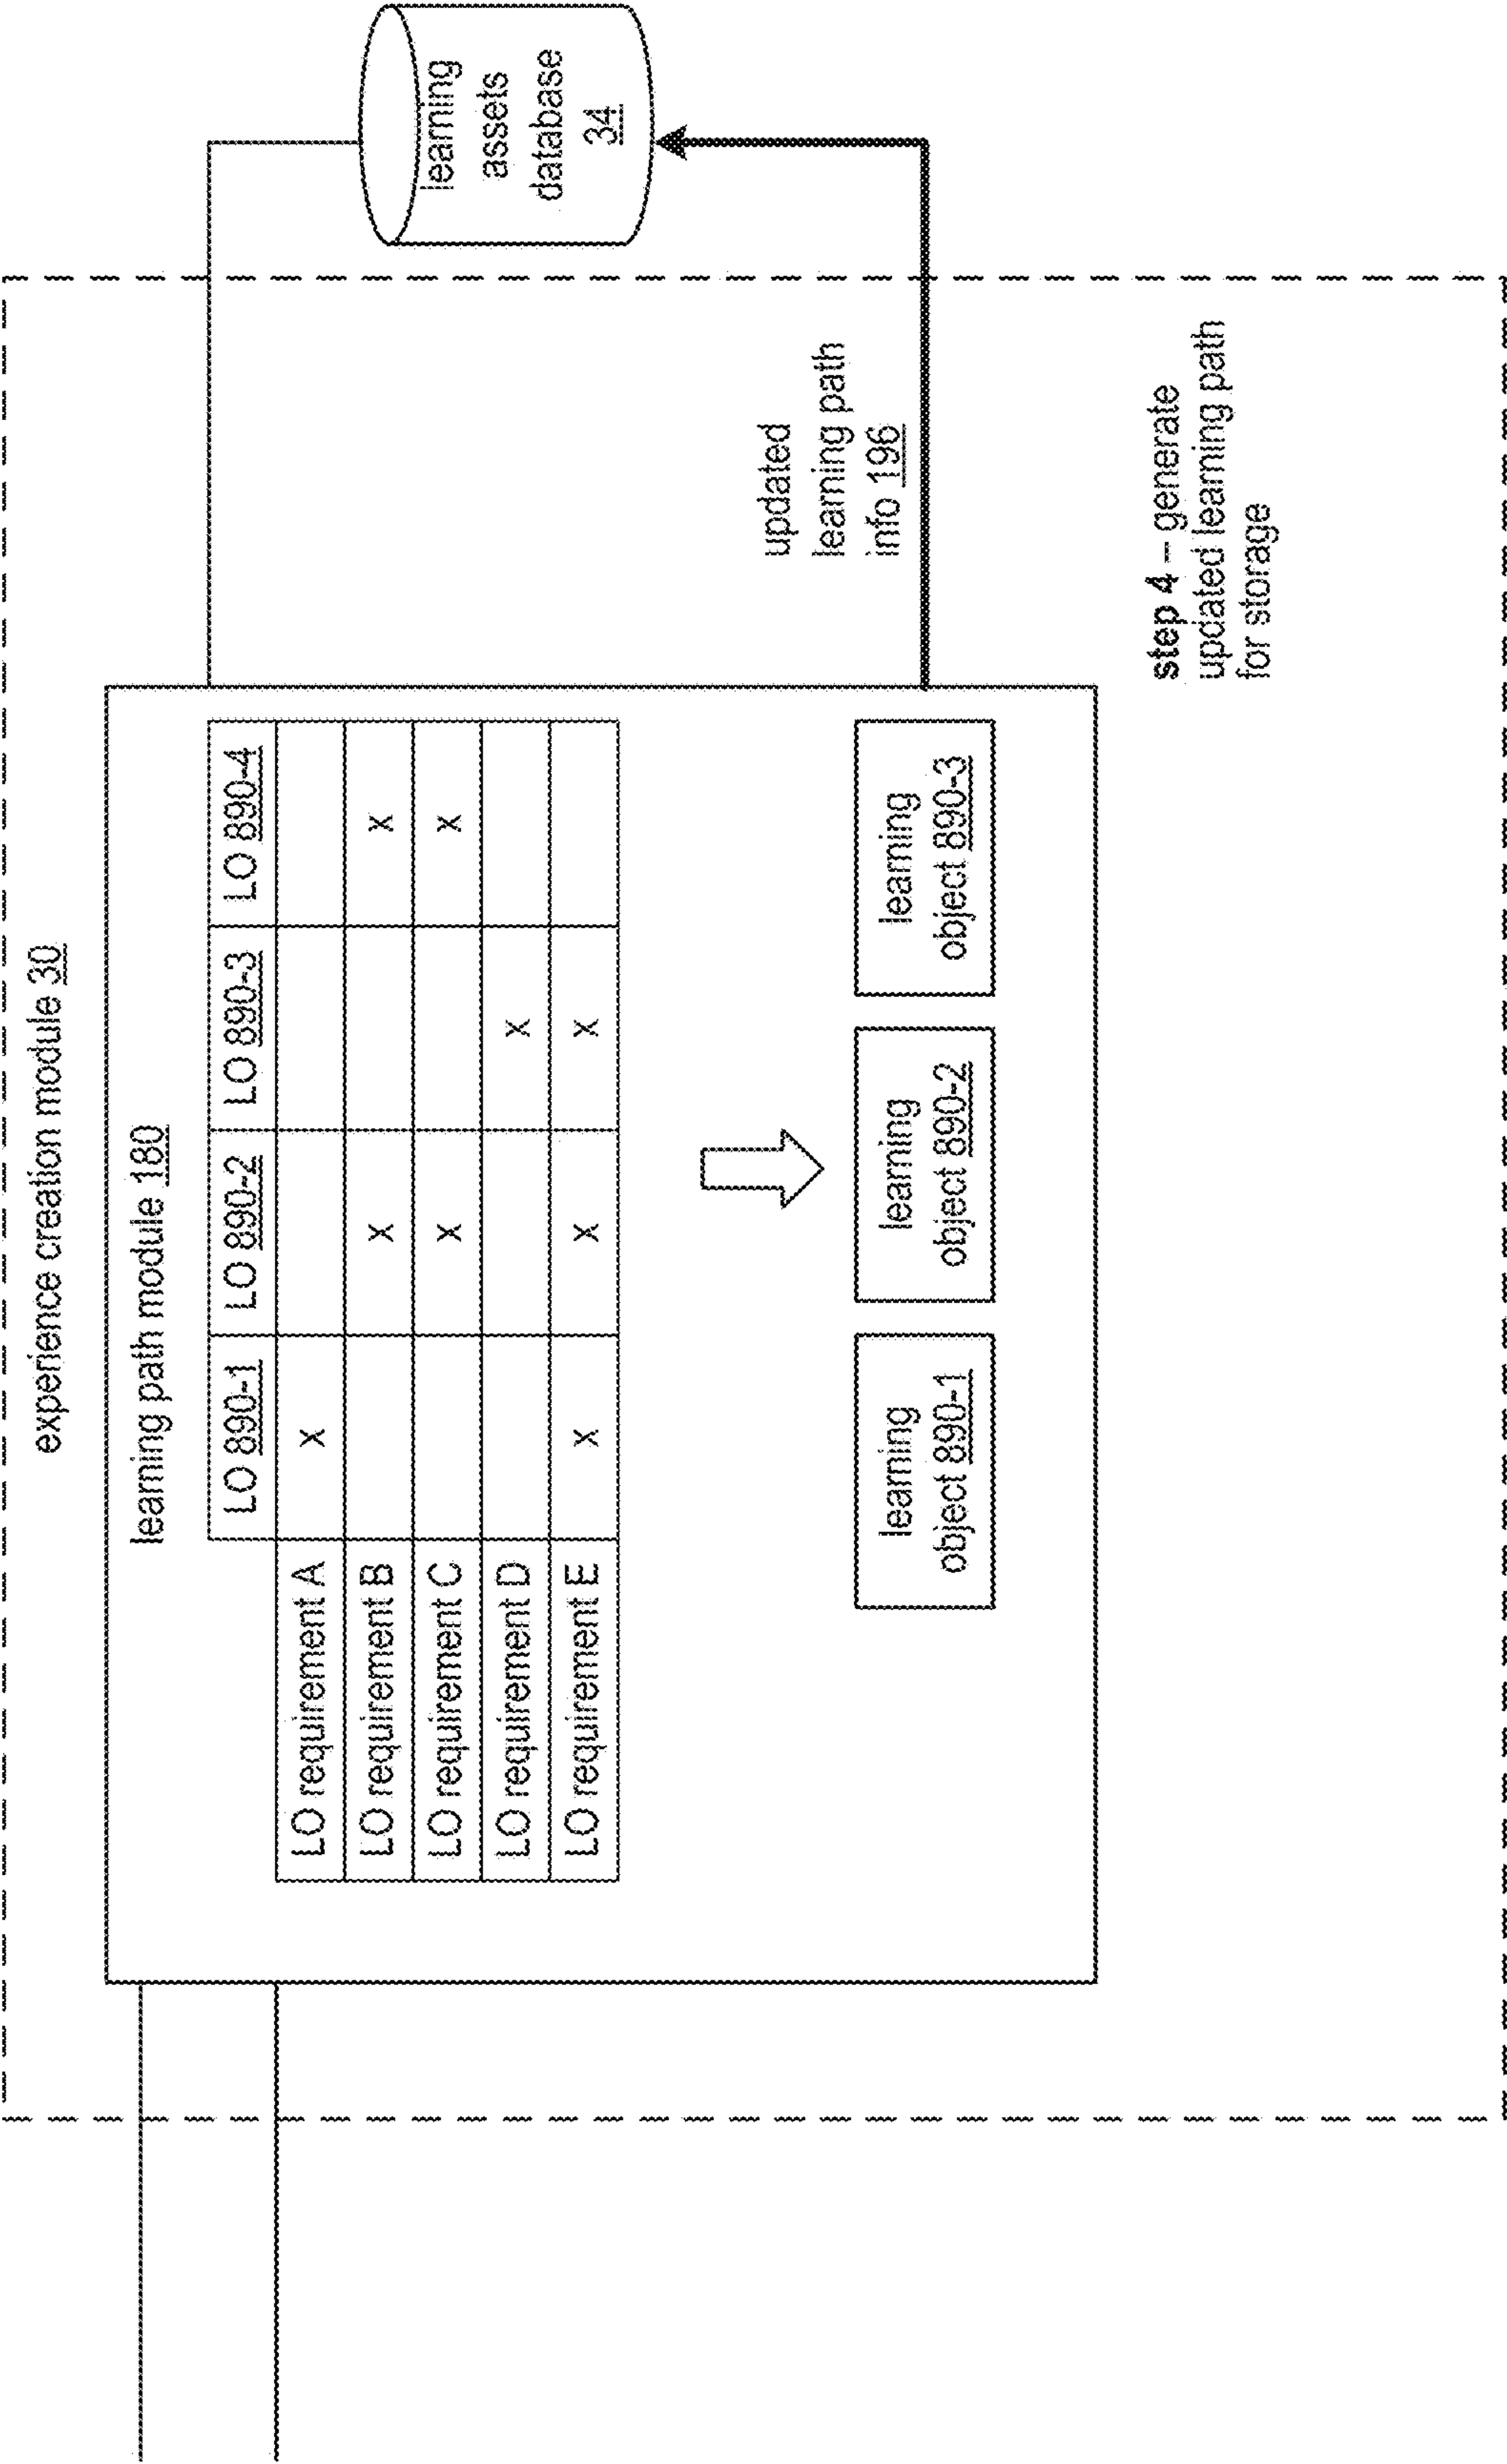 experience creation module 30
learning path module 180
LO 890-1 LO 890-2 LO 890-3 LO 890-4
LO requirement A X
LO requirement B X X
LO requirement C X X
LO requirement D X
LO requirement E X X X
learning
object 890-1
learning
object 890-2
learning
object 890-3
learning
assets
database
34
updated
learning path
info 196
step 4 – generate
updated learning path
for storage